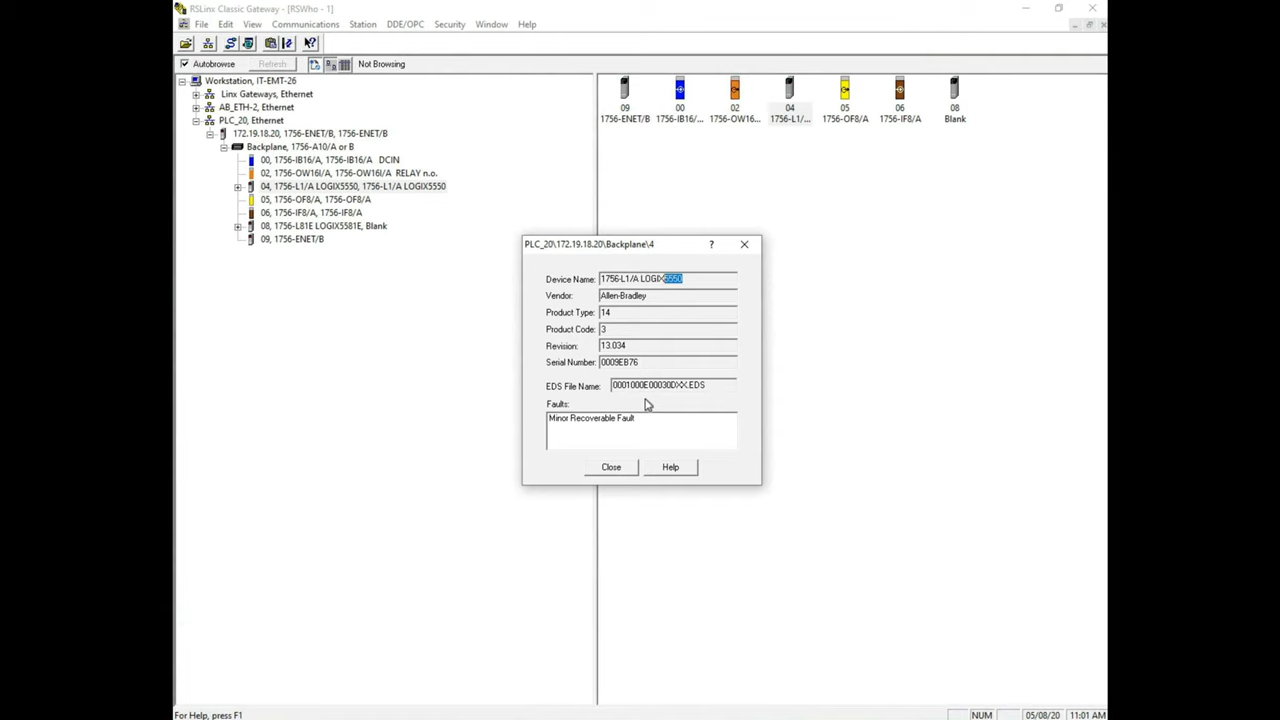 RSLinx Classic Gateway - [RSWho - 1]
File Edit View Communications Station DDE/OPC Security Window Help
Autobrowse Refresh Not Browsing
Workstation, IT-EMT-26
Linx Gateways, Ethernet
AB_ETH-2, Ethernet
PLC_20, Ethernet
172.19.18.20, 1756-ENET/B, 1756-ENET/B
Backplane, 1756-A10/A or B
00, 1756-IB16/A, 1756-IB16/A DCIN
02, 1756-OW16I/A, 1756-OW16I/A RELAY n.o.
04, 1756-L1/A LOGIX5550, 1756-L1/A LOGIX5550
05, 1756-OF8/A, 1756-OF8/A
06, 1756-IF8/A, 1756-IF8/A
08, 1756-L81E LOGIX5581E, Blank
09, 1756-ENET/B
09 00 02 04 05 06 08
1756-ENET/B 1756-IB16/... 1756-OW16... 1756-L1/... 1756-OF8/A 1756-IF8/A Blank
PLC_20\172.19.18.20\Backplane\4 ?
Device Name: 1756-L1/A LOGIX5550
Vendor: Allen-Bradley
Product Type: 14
Product Code: 3
Revision: 13.034
Serial Number: 0009EB76
EDS File Name: 0001000E00030DXX.EDS
Faults:
Minor Recoverable Fault
Close Help
For Help, press F1 NUM 05/08/20 11:01 AM